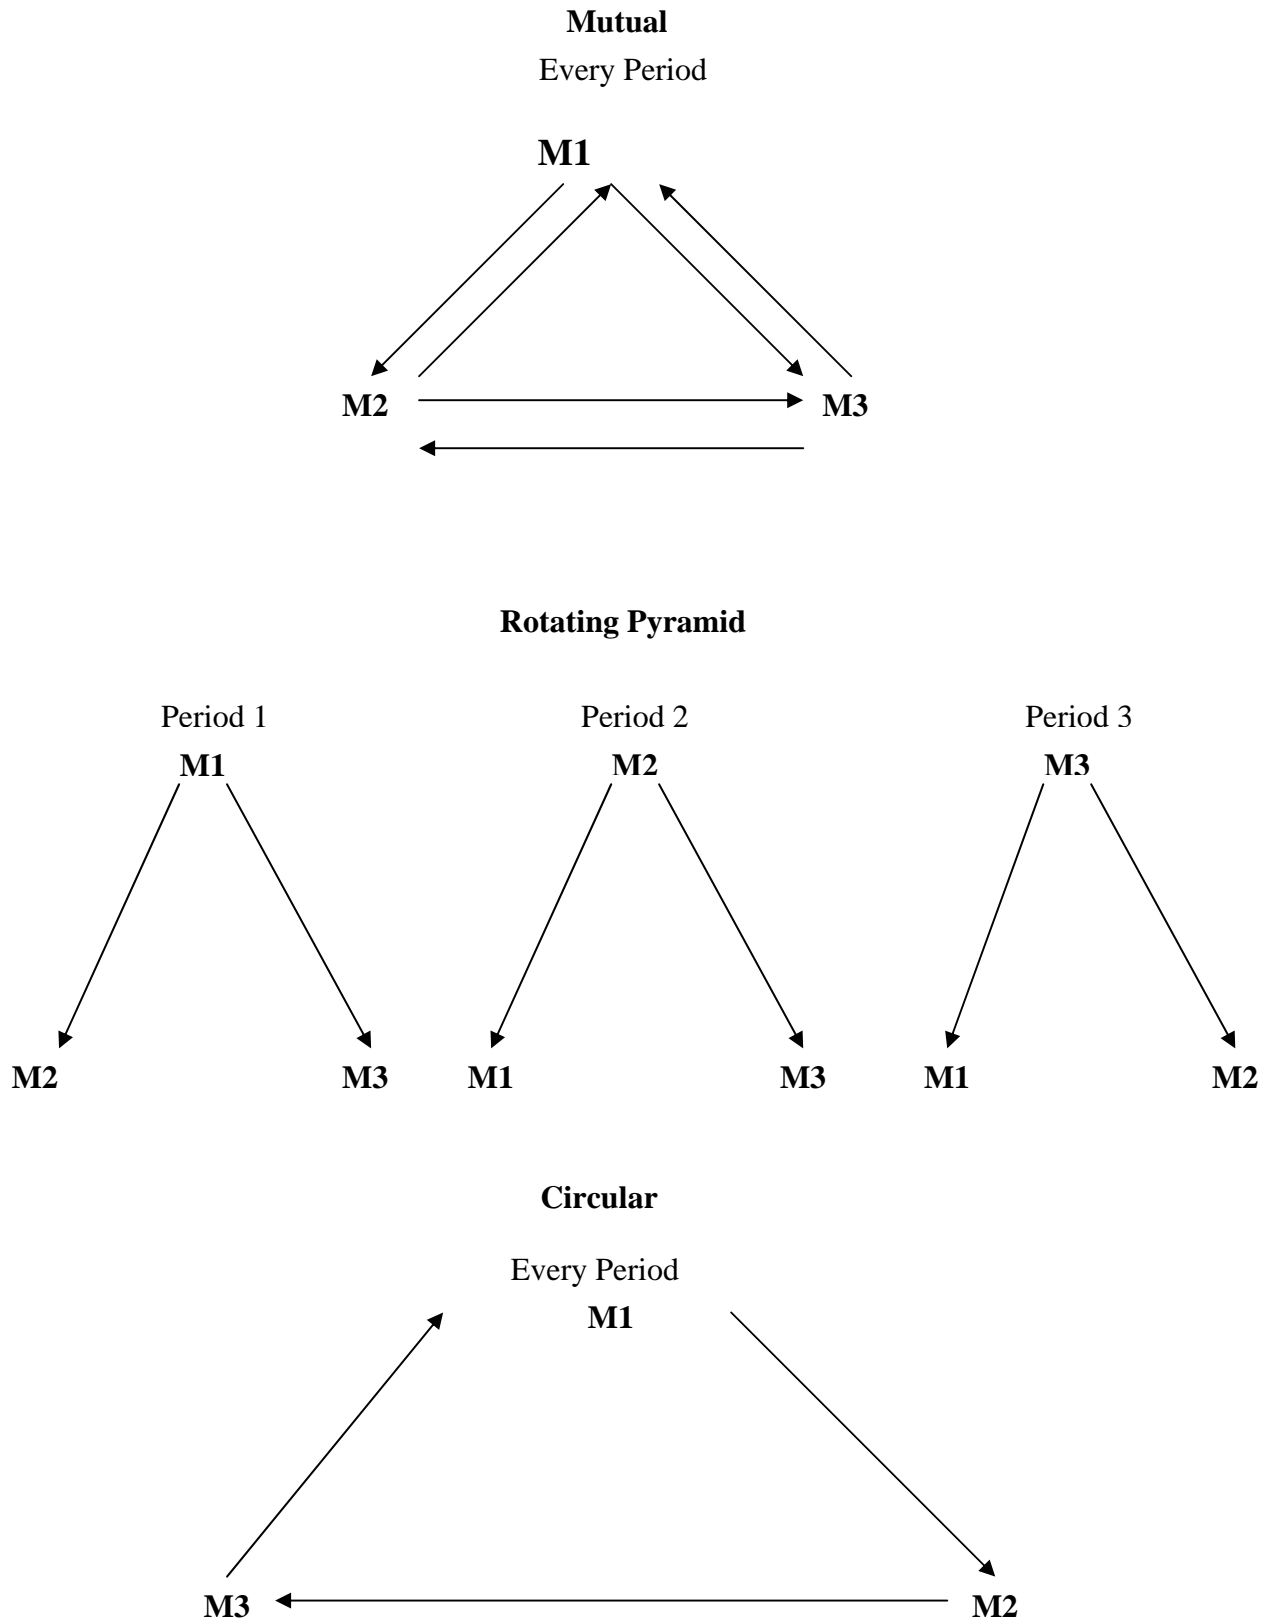 Mutual
Every Period
M1
M2 M3
Rotating Pyramid
Period 1 Period 2 Period 3
M1 M2 M3
M2 M3 M1 M3 M1 M2
Circular
Every Period
M1
M3 M2